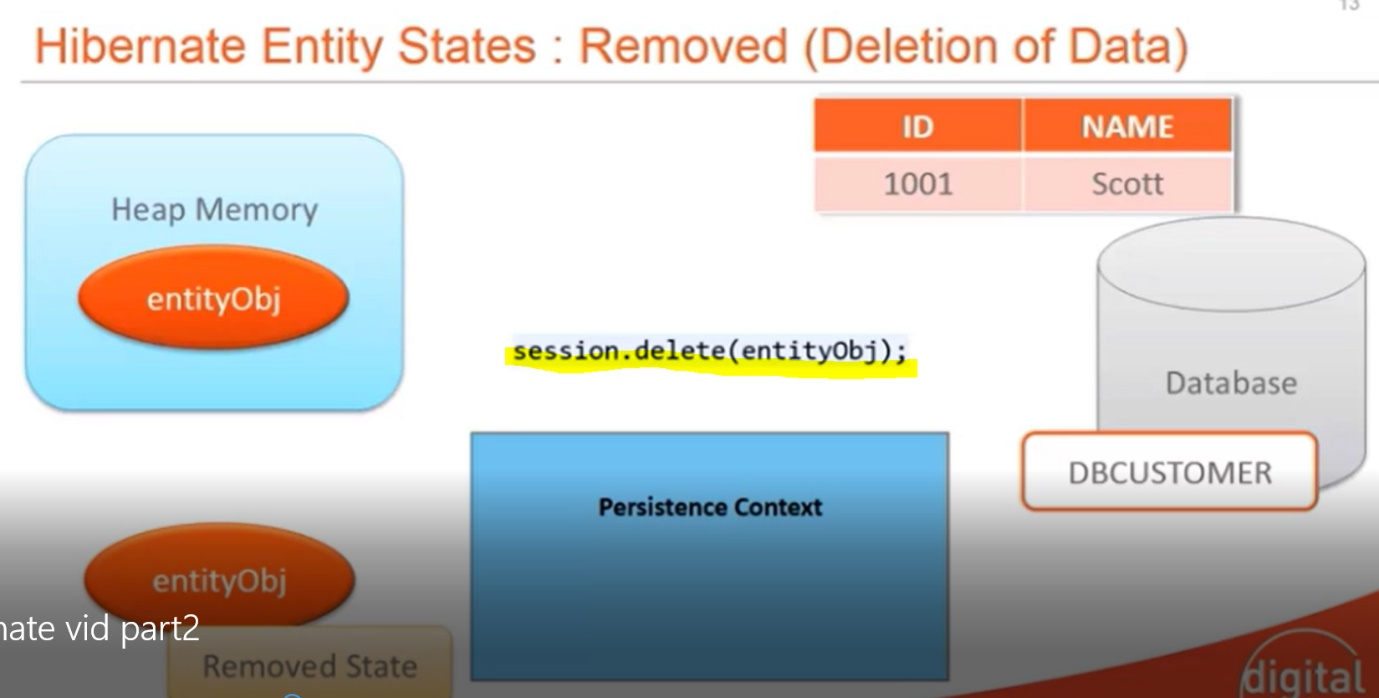 13
Hibernate Entity States : Removed (Deletion of Data)
ID NAME
1001 Scott
Heap Memory
entityObj
session.delete(entityObj);
Database
DBCUSTOMER
Persistence Context
entityObj
nate vid part2
Removed State
digital